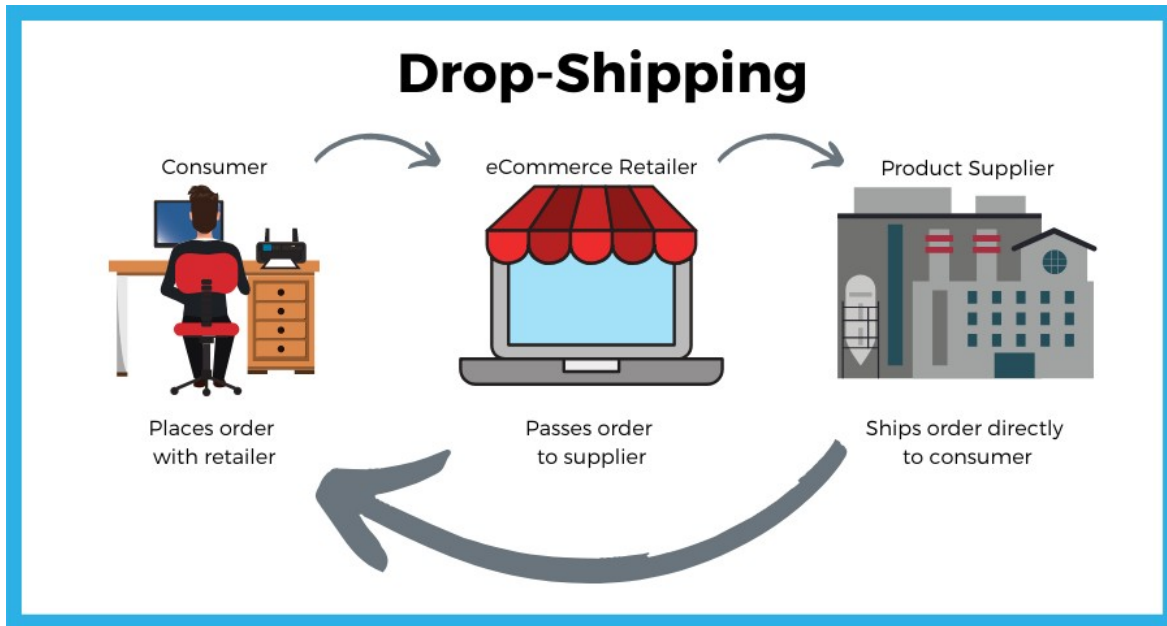 Drop-Shipping
Consumer
eCommerce Retailer
Product Supplier
Places order
with retailer
Passes order
to supplier
Ships order directly
to consumer